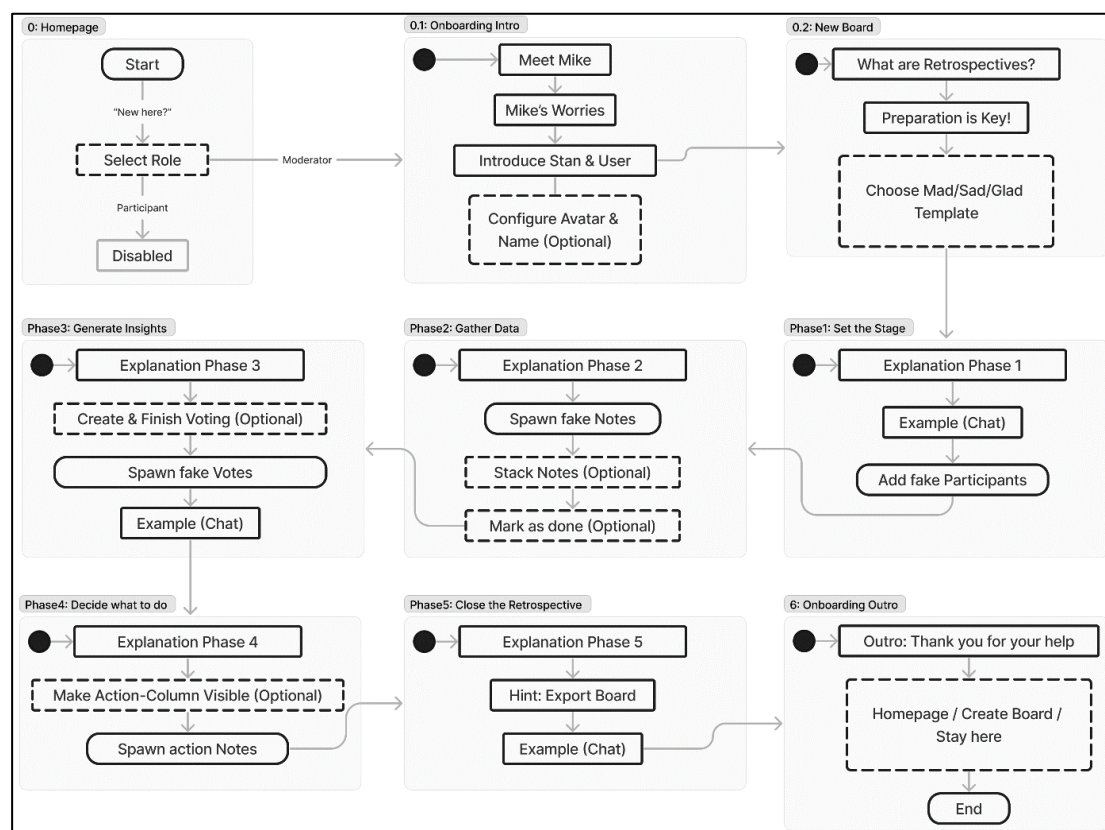 0: Homepage
Start
"New here?"
Select Role
Moderator
Participant
Disabled
0.1: Onboarding Intro
Meet Mike
Mike's Worries
Introduce Stan & User
Configure Avatar &
Name (Optional)
0.2: New Board
What are Retrospectives?
Preparation is Key!
Choose Mad/Sad/Glad
Template
Phase1: Set the Stage
Explanation Phase 1
Example (Chat)
Add fake Participants
Phase2: Gather Data
Explanation Phase 2
Spawn fake Notes
Stack Notes (Optional)
Mark as done (Optional)
Phase3: Generate Insights
Explanation Phase 3
Create & Finish Voting (Optional)
Spawn fake Votes
Example (Chat)
Phase4: Decide what to do
Explanation Phase 4
Make Action-Column Visible (Optional)
Spawn action Notes
Phase5: Close the Retrospective
Explanation Phase 5
Hint: Export Board
Example (Chat)
6: Onboarding Outro
Outro: Thank you for your help
Homepage / Create Board /
Stay here
End